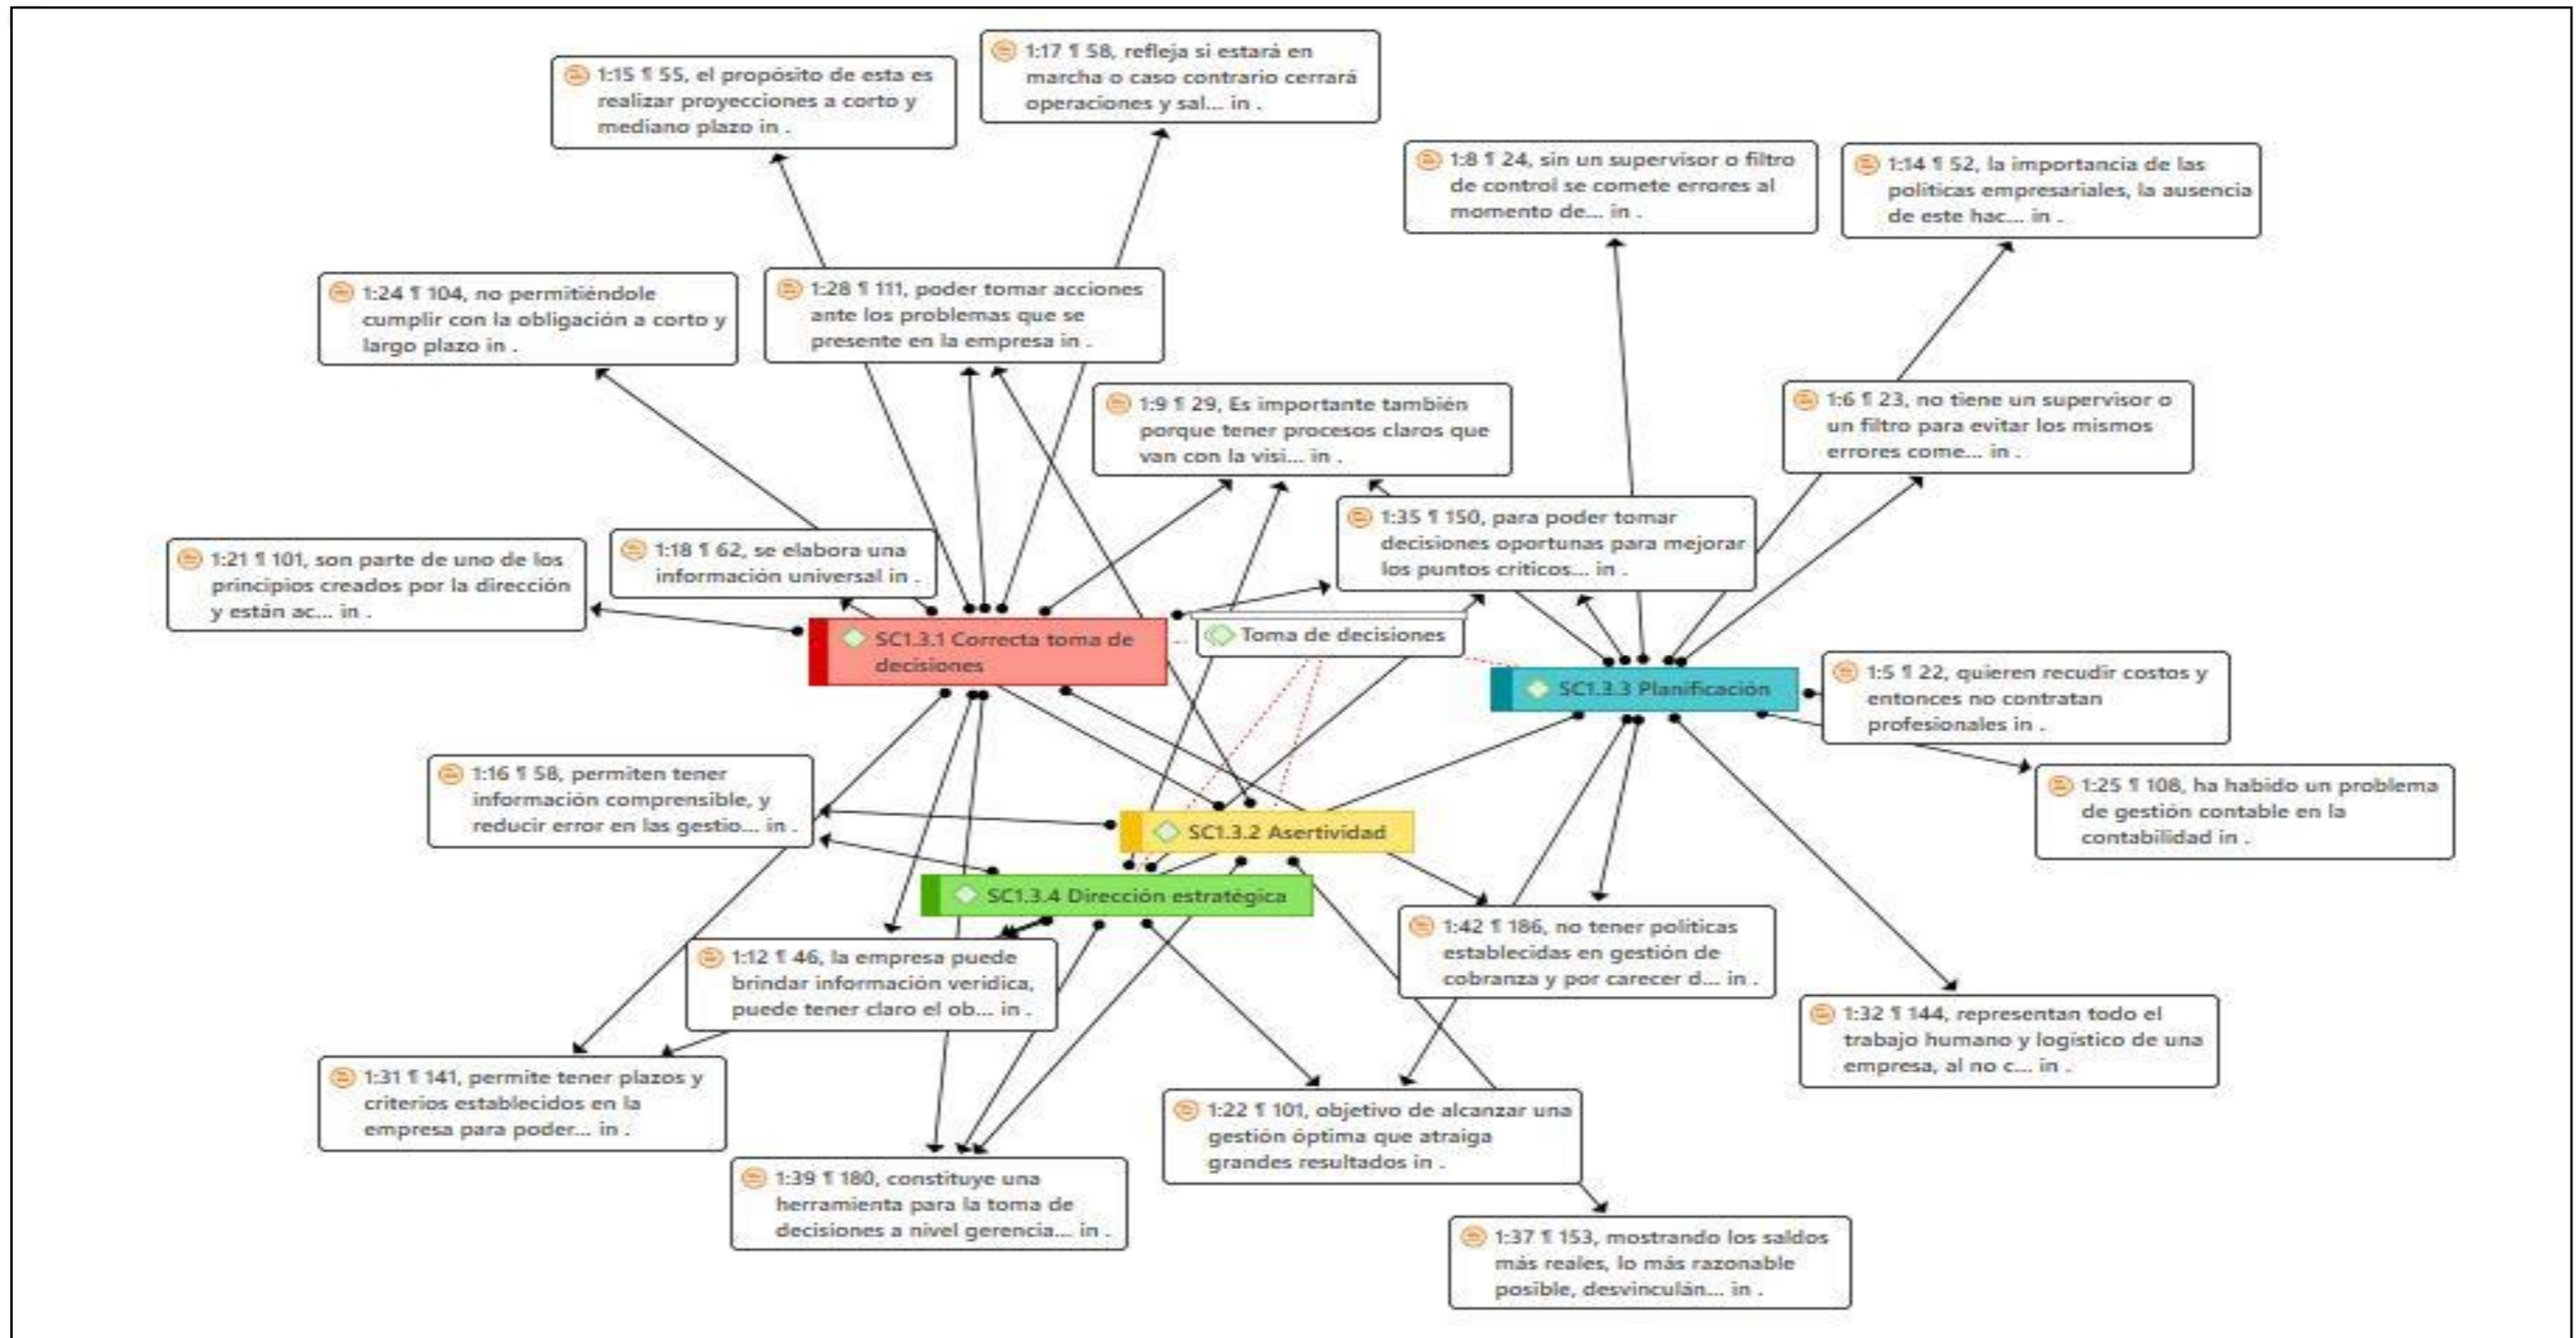 1:17 ¶ 58, refleja si estará en
marcha o caso contrario cerrará
operaciones y sal... in .
1:15 ¶ 55, el propósito de esta es
realizar proyecciones a corto y
mediano plazo in .
1:8 ¶ 24, sin un supervisor o filtro
de control se comete errores al
momento de... in .
1:14 ¶ 52, la importancia de las
políticas empresariales, la ausencia
de este hac... in .
1:24 ¶ 104, no permitiéndole
cumplir con la obligación a corto y
largo plazo in .
1:28 ¶ 111, poder tomar acciones
ante los problemas que se
presente en la empresa in .
1:9 ¶ 29, Es importante también
porque tener procesos claros que
van con la visi... in .
1:6 ¶ 23, no tiene un supervisor o
un filtro para evitar los mismos
errores come... in .
1:35 ¶ 150, para poder tomar
decisiones oportunas para mejorar
los puntos críticos... in .
1:21 ¶ 101, son parte de uno de los
principios creados por la dirección
y están ac... in .
1:18 ¶ 62, se elabora una
información universal in .
SC1.3.1 Correcta toma de
decisiones
Toma de decisiones
SC1.3.3 Planificación
1:5 ¶ 22, quieren recudir costos y
entonces no contratan
profesionales in .
1:16 ¶ 58, permiten tener
información comprensible, y
reducir error en las gestio... in .
1:25 ¶ 108, ha habido un problema
de gestión contable en la
contabilidad in .
SC1.3.2 Asertividad
SC1.3.4 Dirección estratégica
1:42 ¶ 186, no tener políticas
establecidas en gestión de
cobranza y por carecer d... in .
1:12 ¶ 46, la empresa puede
brindar información verídica,
puede tener claro el ob... in .
1:32 ¶ 144, representan todo el
trabajo humano y logístico de una
empresa, al no c... in .
1:31 ¶ 141, permite tener plazos y
criterios establecidos en la
empresa para poder... in .
1:22 ¶ 101, objetivo de alcanzar una
gestión óptima que atraiga
grandes resultados in .
1:39 ¶ 180, constituye una
herramienta para la toma de
decisiones a nivel gerencia... in .
1:37 ¶ 153, mostrando los saldos
más reales, lo más razonable
posible, desvinculán... in .